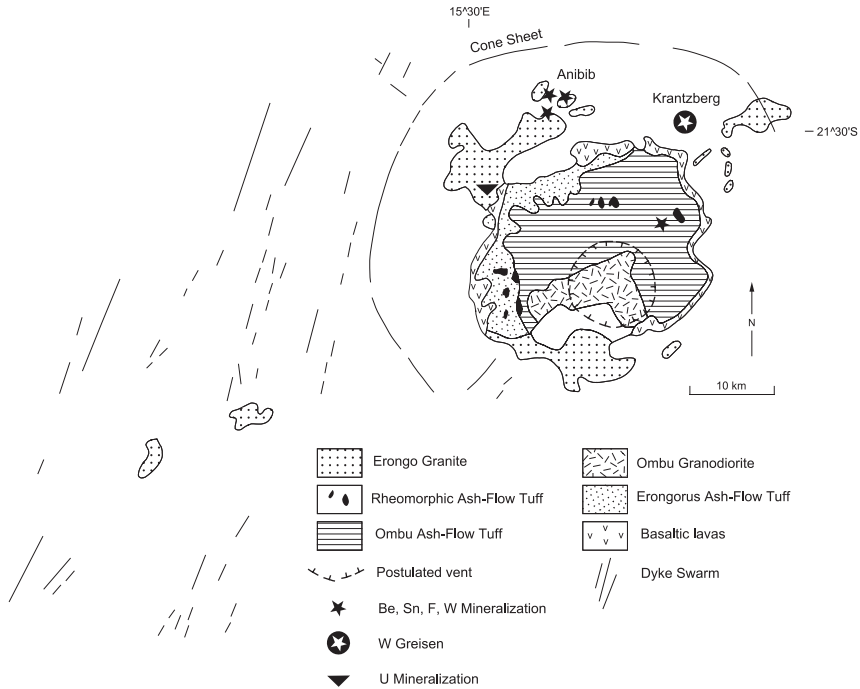 15^30'E
Cone Sheet
Anibib
Krantzberg
21^30'S
N
10 km
Erongo Granite
Ombu Granodiorite
Rheomorphic Ash-Flow Tuff
Erongorus Ash-Flow Tuff
Ombu Ash-Flow Tuff
Basaltic lavas
Postulated vent
Dyke Swarm
Be, Sn, F, W Mineralization
W Greisen
U Mineralization